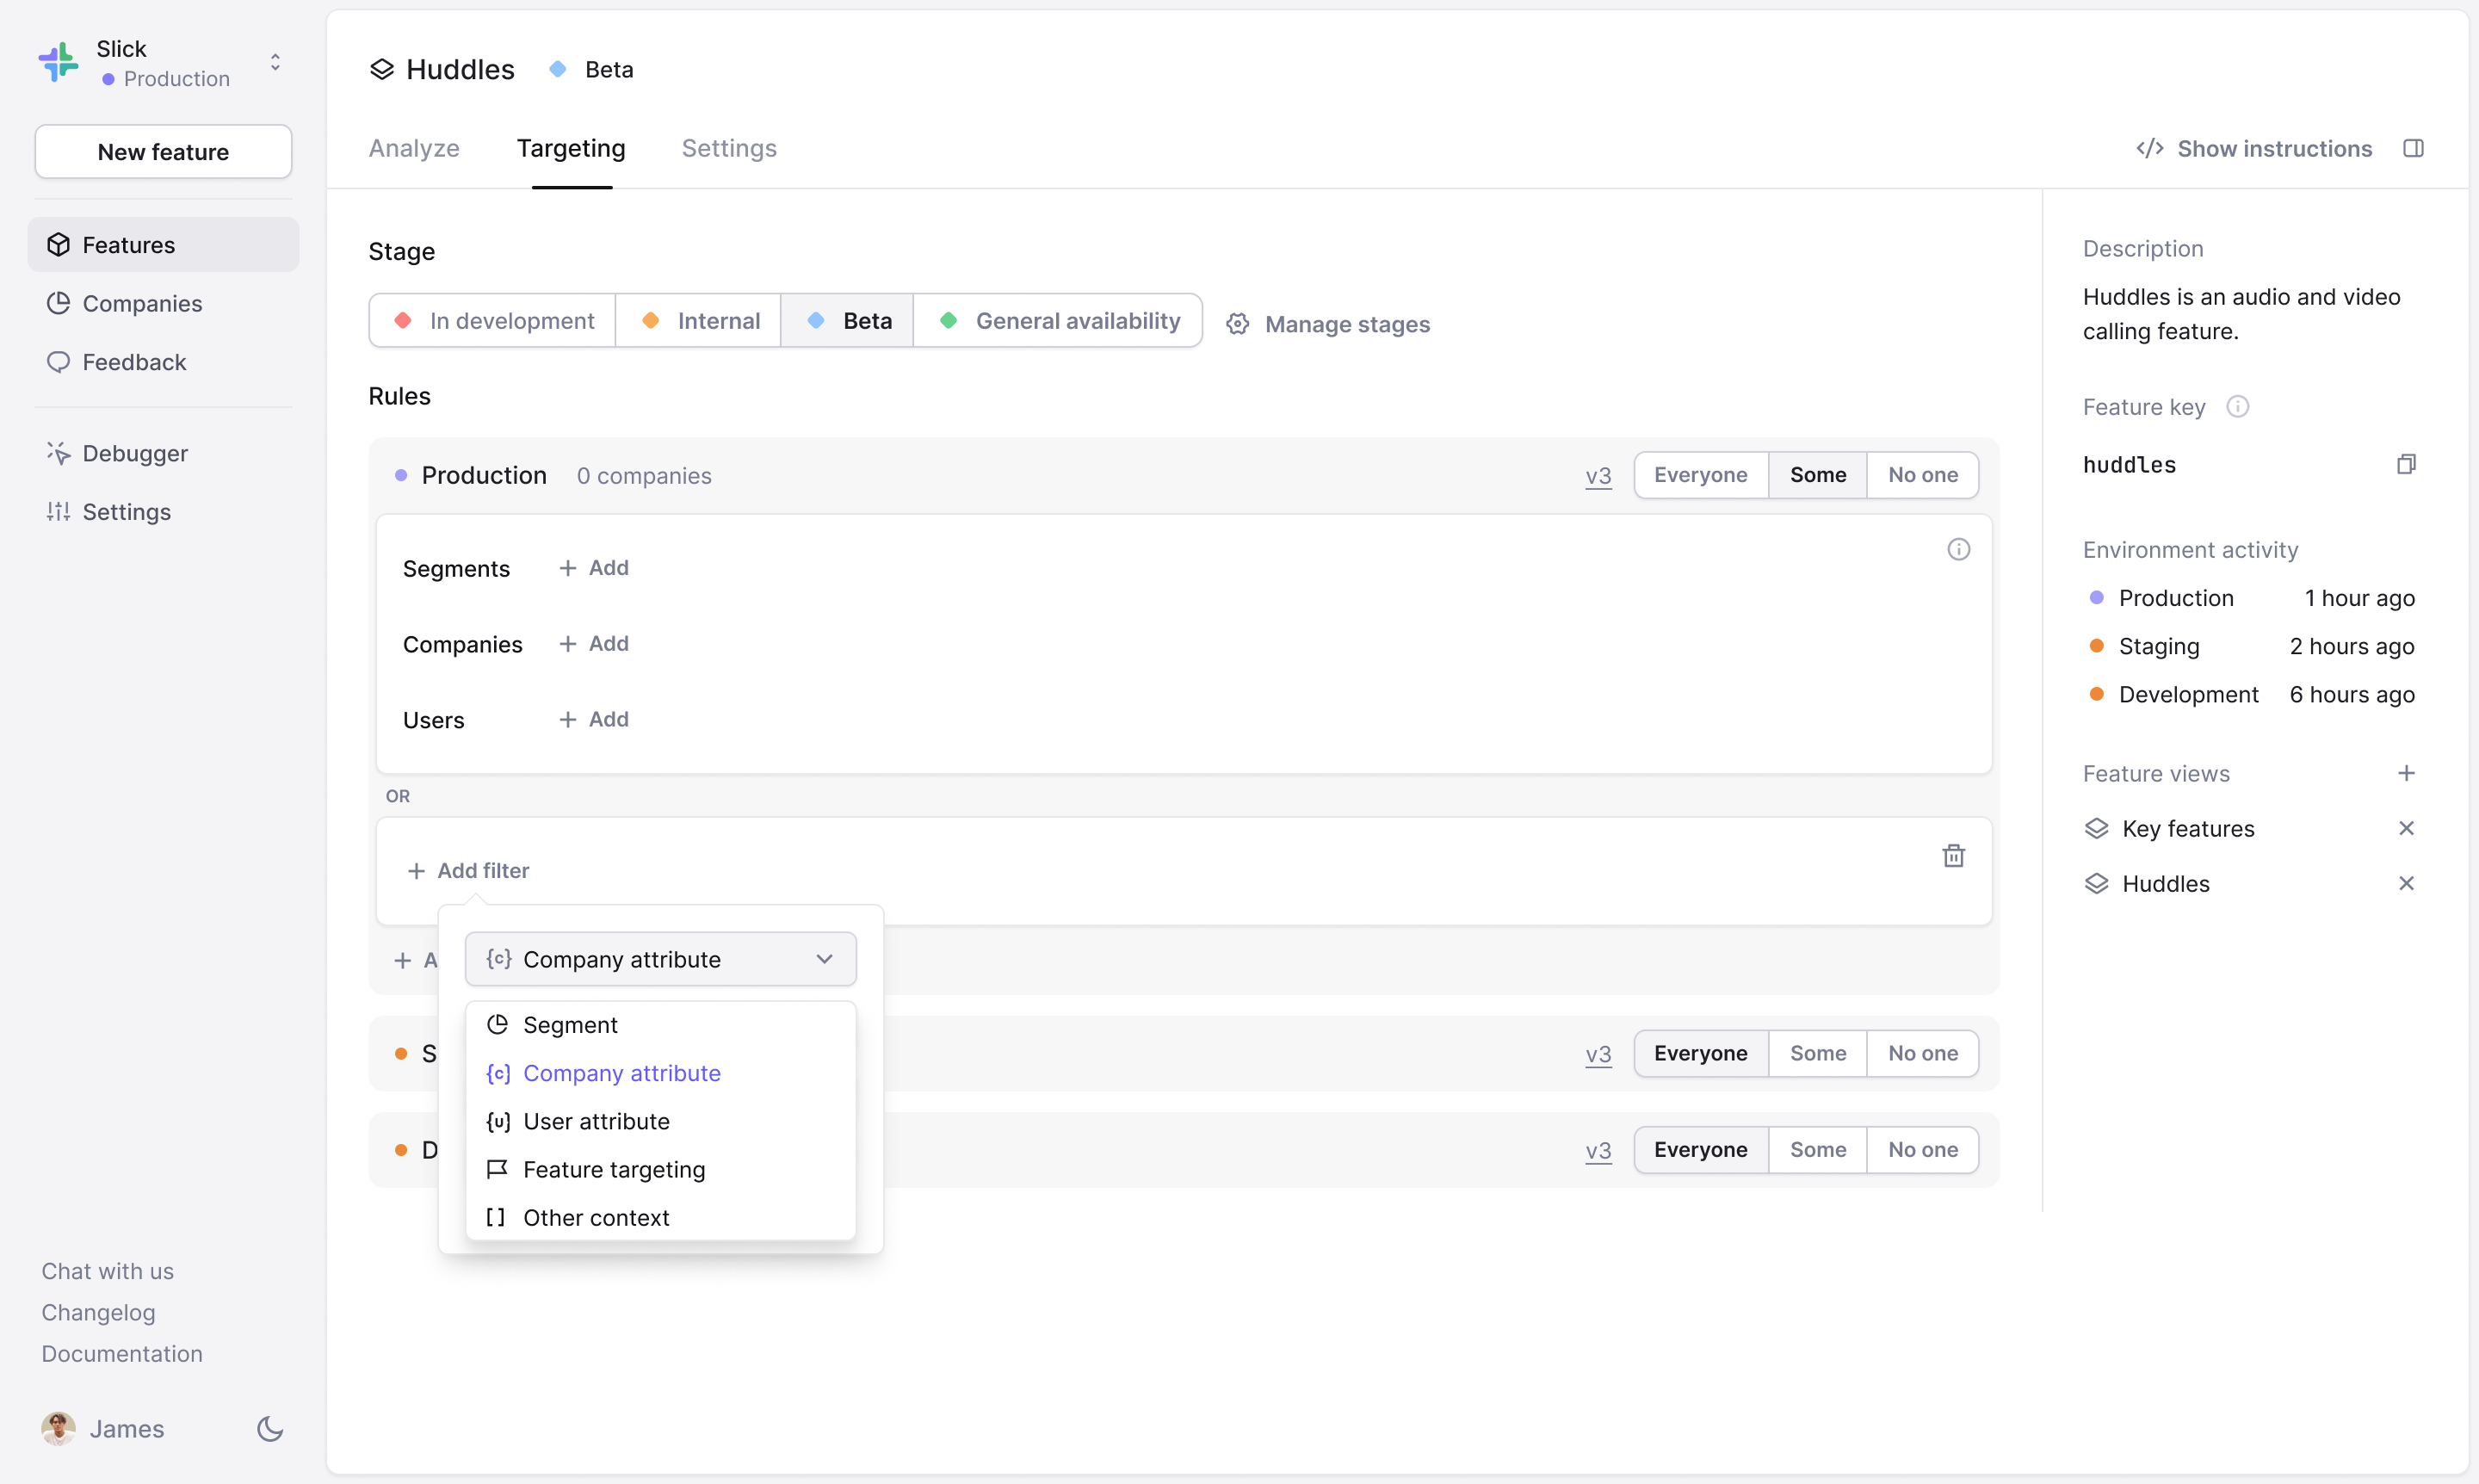 Slick
Production
New feature
Features
Companies
Feedback
Debugger
Settings
Chat with us
Changelog
Documentation
James
Huddles Beta
Analyze Targeting Settings
Show instructions
Stage
In development Internal Beta General availability Manage stages
Rules
Production 0 companies v3 Everyone Some No one
Segments + Add
Companies + Add
Users + Add
OR
+ Add filter
+ A
{c} Company attribute
Segment
{c} Company attribute
{u} User attribute
Feature targeting
[] Other context
S v3 Everyone Some No one
D v3 Everyone Some No one
Description
Huddles is an audio and video
calling feature.
Feature key
huddles
Environment activity
Production 1 hour ago
Staging 2 hours ago
Development 6 hours ago
Feature views +
Key features
Huddles